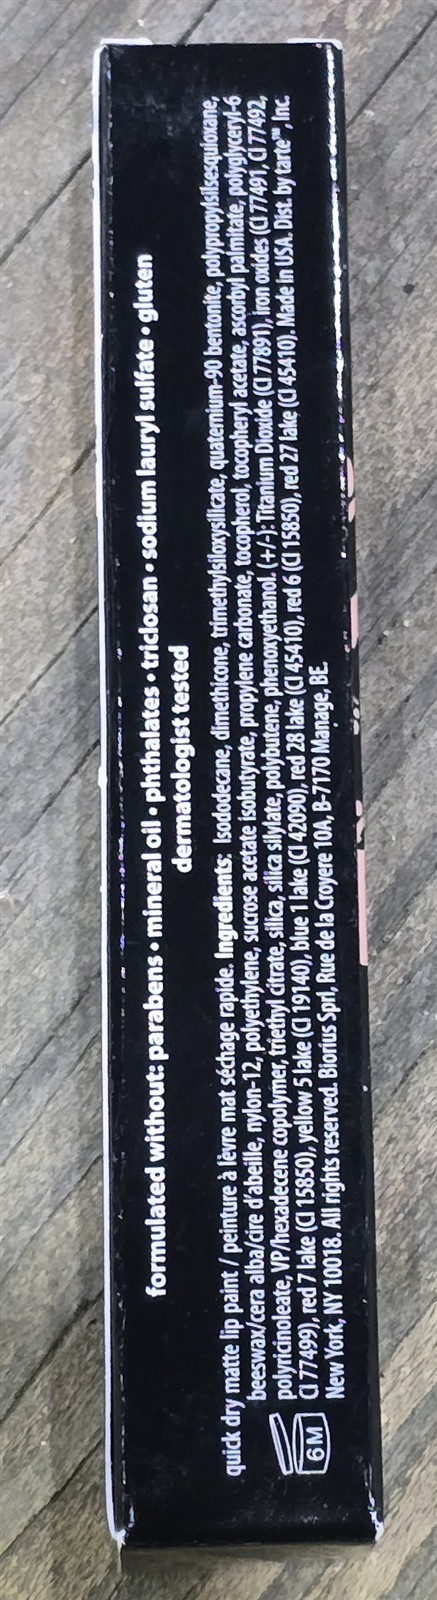 formulated without: parabens • mineral oil • phthalates • triclosan • sodium lauryl sulfate • gluten
dermatologist tested
quick dry matte lip paint / peinture à lèvre mat séchage rapide. Ingredients: Isododecane, dimethicone, trimethylsiloxysilicate, quaternium-90 bentonite, polypropylsilsesquioxane,
beeswax/cera alba/cire d'abeille, nylon-12, polyethylene, sucrose acetate isobutyrate, propylene carbonate, tocopherol, tocopheryl acetate, ascorbyl palmitate, polyglyceryl-6
polyricinoleate, VP/hexadecene copolymer, triethyl citrate, silica, silica silylate, polybutene, phenoxyethanol. (+/-): Titanium Dioxide (CI 77891), iron oxides (CI 77491, CI 77492,
CI 77499), red 7 lake (CI 15850), yellow 5 lake (CI 19140), blue 1 lake (CI 42090), red 28 lake (CI 45410), red 6 (CI 15850), red 27 lake (CI 45410). Made in USA. Dist. by tarte™, Inc.
New York, NY 10018. All rights reserved. Biorius Sprl, Rue de la Croyere 10A, B-7170 Manage, BE.
6 M